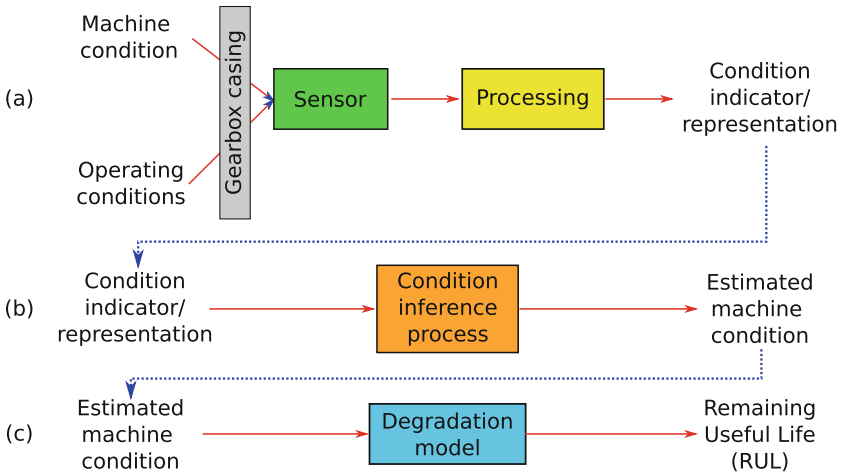 (a)
Machine
condition
Operating
conditions
Gearbox casing
Sensor
Processing
Condition
indicator/
representation
(b)
Condition
indicator/
representation
Condition
inference
process
Estimated
machine
condition
(c)
Estimated
machine
condition
Degradation
model
Remaining
Useful Life
(RUL)